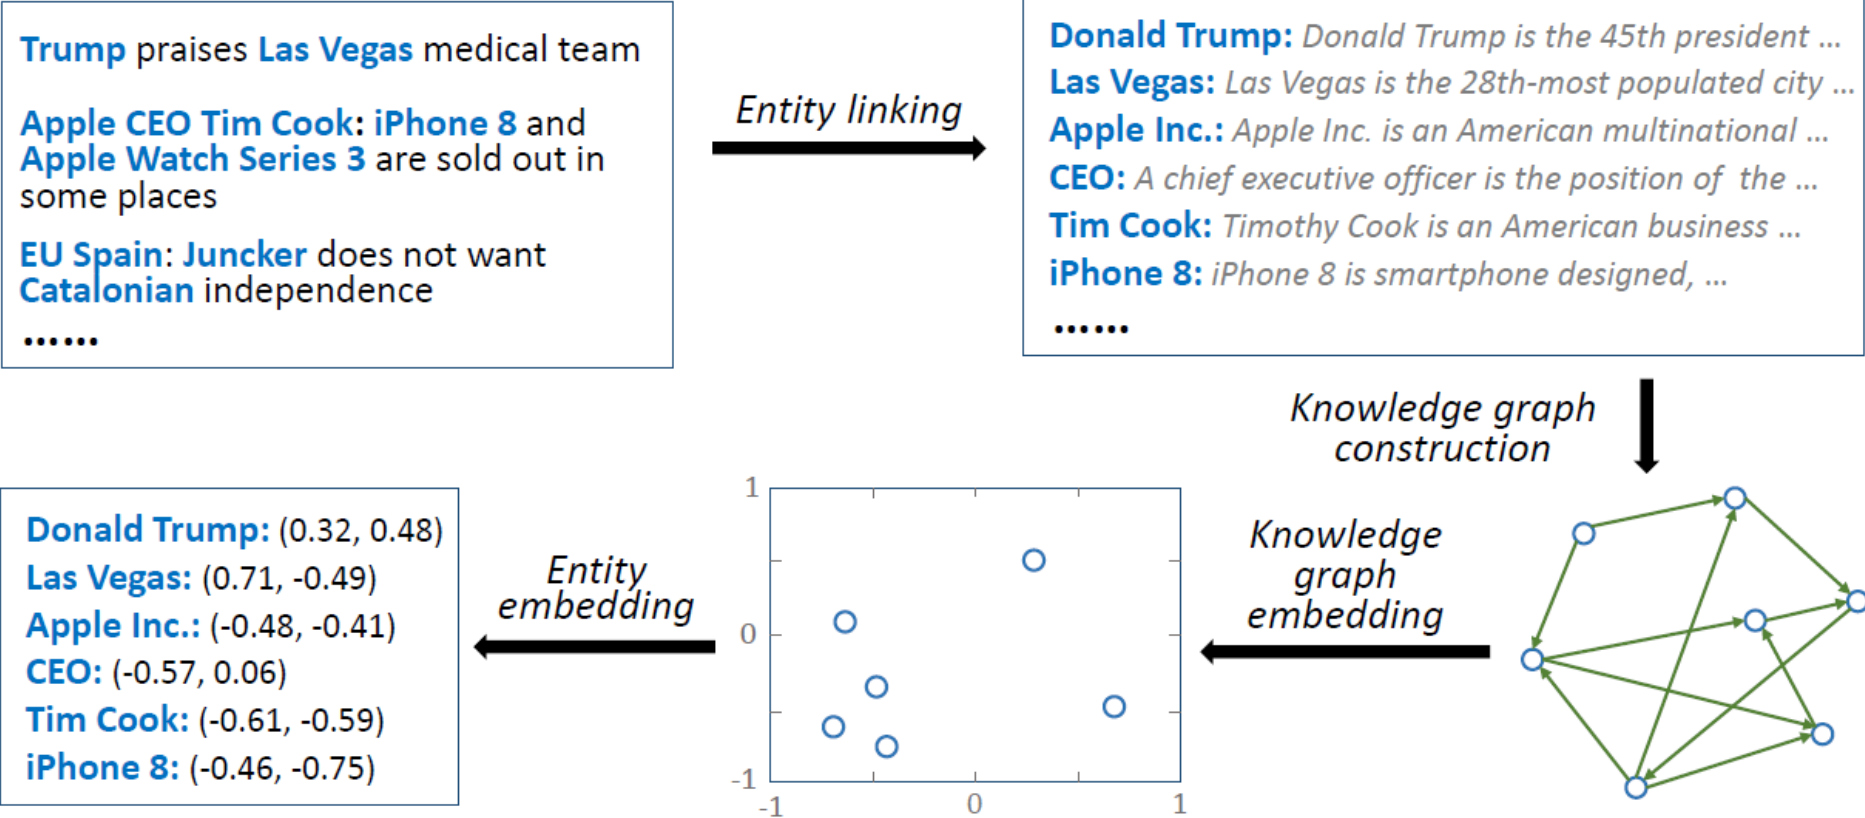 Trump praises Las Vegas medical team
Apple CEO Tim Cook: iPhone 8 and
Apple Watch Series 3 are sold out in
some places
EU Spain: Juncker does not want
Catalonian independence
......
Entity linking
Donald Trump: Donald Trump is the 45th president ...
Las Vegas: Las Vegas is the 28th-most populated city ...
Apple Inc.: Apple Inc. is an American multinational ...
CEO: A chief executive officer is the position of the ...
Tim Cook: Timothy Cook is an American business ...
iPhone 8: iPhone 8 is smartphone designed, ...
......
Knowledge graph
construction
Knowledge
graph
embedding
1
0
-1
-1
0
1
Entity
embedding
Donald Trump: (0.32, 0.48)
Las Vegas: (0.71, -0.49)
Apple Inc.: (-0.48, -0.41)
CEO: (-0.57, 0.06)
Tim Cook: (-0.61, -0.59)
iPhone 8: (-0.46, -0.75)